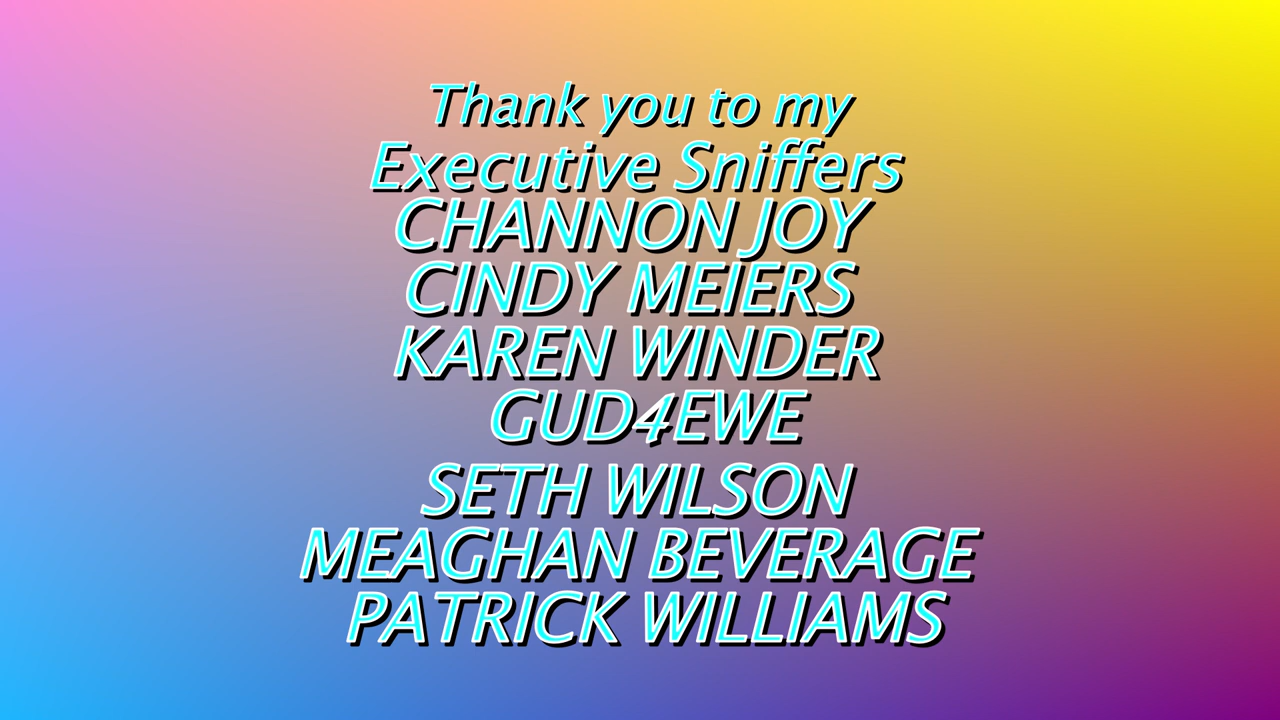 Thank you to my
Executive Sniffers
CHANNON JOY
CINDY MEIERS
KAREN WINDER
GUD4EWE
SETH WILSON
MEAGHAN BEVERAGE
PATRICK WILLIAMS